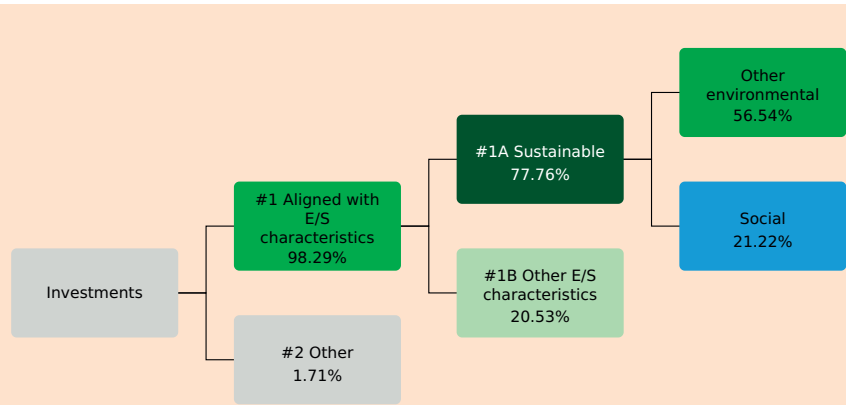 Investments
#1 Aligned with
E/S
characteristics
98.29%
#2 Other
1.71%
#1A Sustainable
77.76%
#1B Other E/S
characteristics
20.53%
Other
environmental
56.54%
Social
21.22%